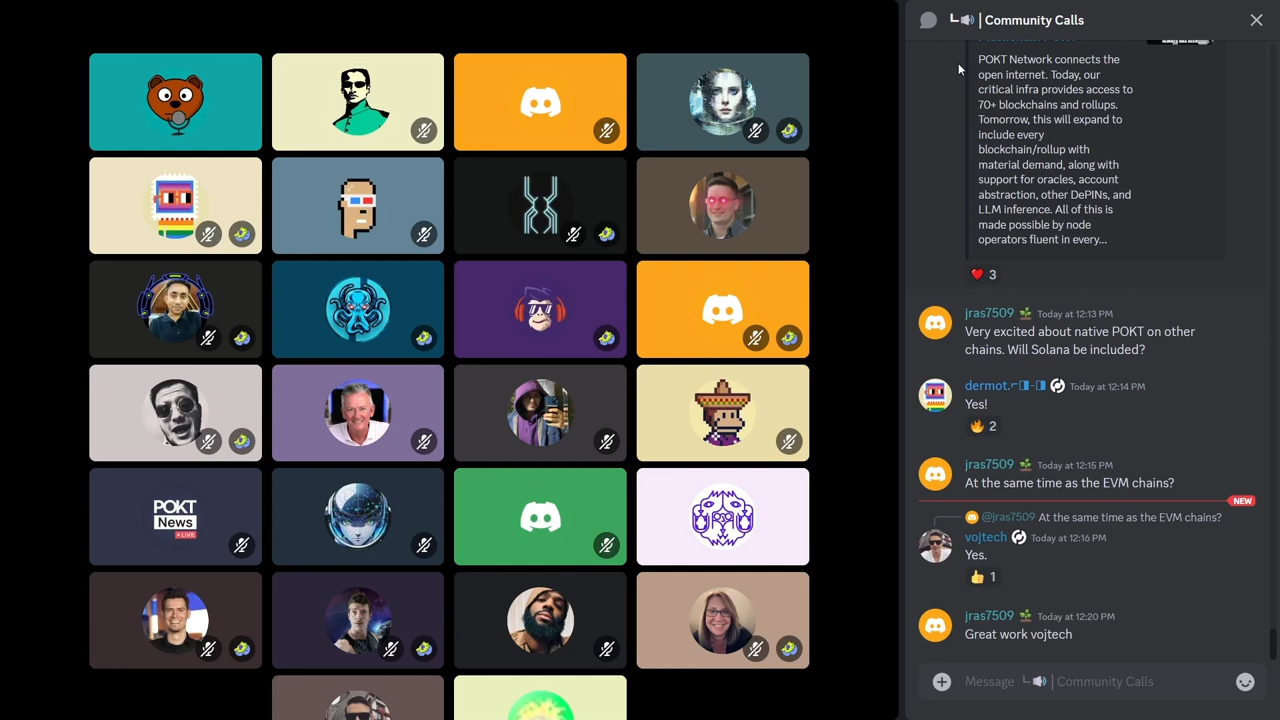 Community Calls
POKT Network connects the
open internet. Today, our
critical infra provides access to
70+ blockchains and rollups.
Tomorrow, this will expand to
include every
blockchain/rollup with
material demand, along with
support for oracles, account
abstraction, other DePINs, and
LLM inference. All of this is
made possible by node
operators fluent in every...
❤️ 3
jras7509 Today at 12:13 PM
Very excited about native POKT on other
chains. Will Solana be included?
dermot.⌐◨-◨ Today at 12:14 PM
Yes!
🔥 2
jras7509 Today at 12:15 PM
At the same time as the EVM chains?
NEW
@jras7509 At the same time as the EVM chains?
vojtech Today at 12:16 PM
Yes.
👍 1
jras7509 Today at 12:20 PM
Great work vojtech
Message Community Calls
POKT
News
LIVE